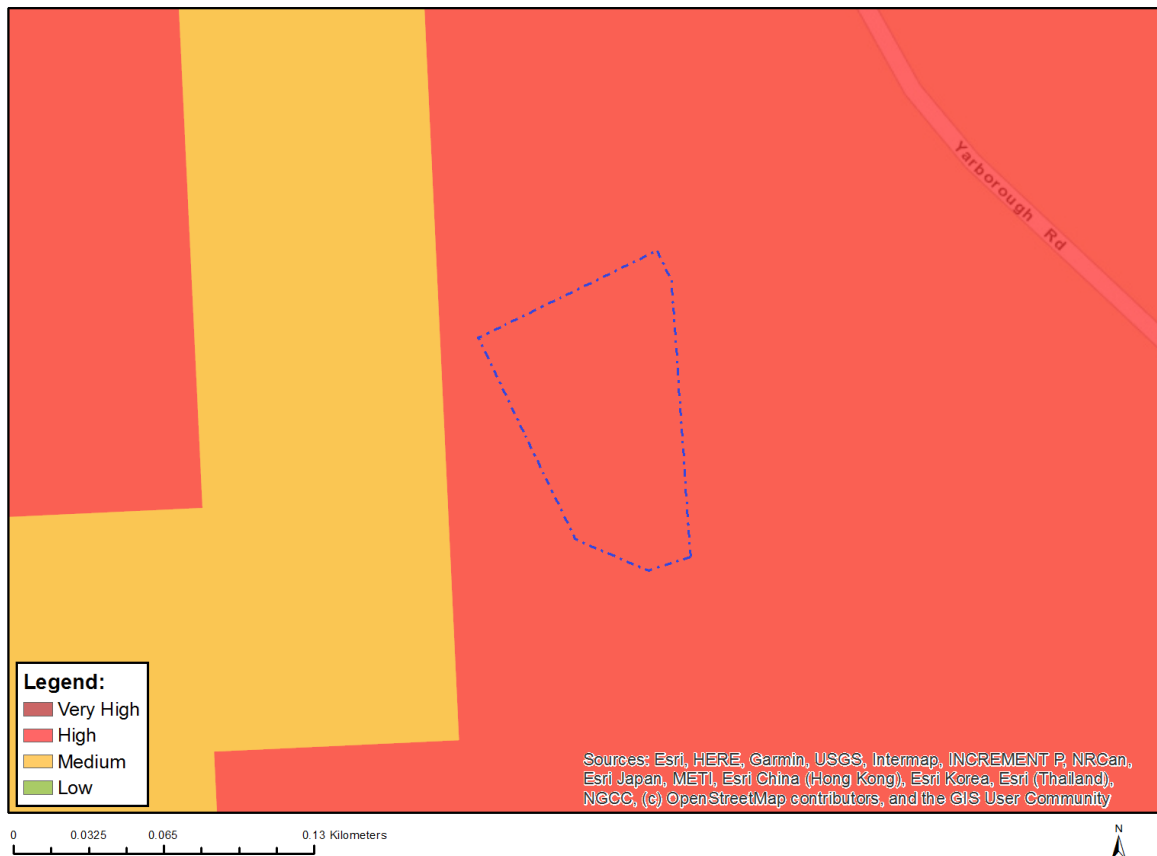 Yarborough Rd
Legend:
Very High
High
Medium
Low
Sources: Esri, HERE, Garmin, USGS, Intermap, INCREMENT P, NRCan,
Esri Japan, METI, Esri China (Hong Kong), Esri Korea, Esri (Thailand),
NGCC, (c) OpenStreetMap contributors, and the GIS User Community
0 0.0325 0.065 0.13 Kilometers
N